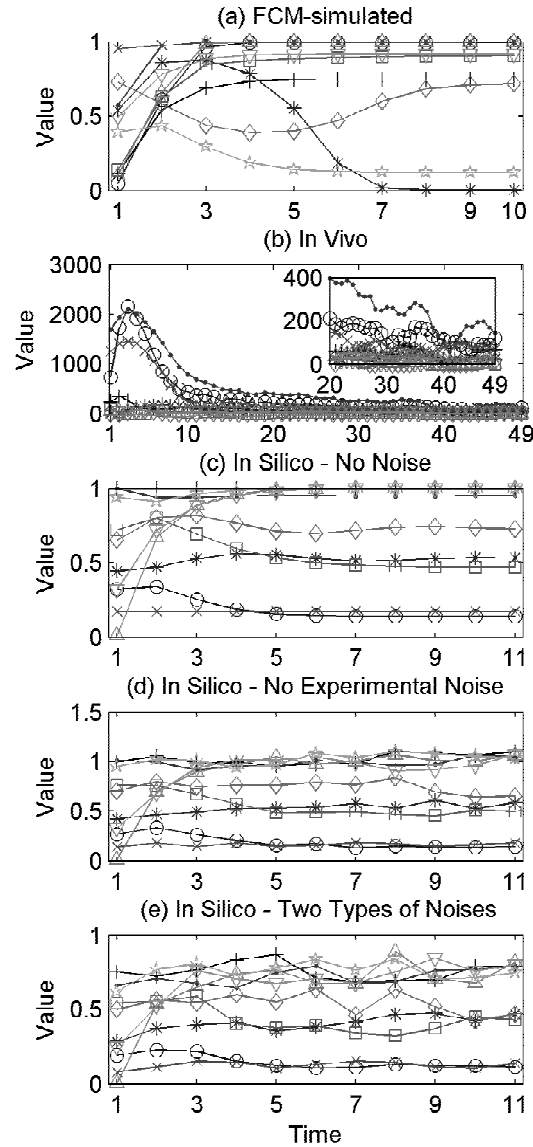 (a) FCM-simulated
1
0.5
0
Value
1 3 5 7 9 10
(b) In Vivo
3000
2000
1000
0
Value
400
200
0
20 30 40 49
1 10 20 30 40 49
(c) In Silico - No Noise
1
0.5
0
Value
1 3 5 7 9 11
(d) In Silico - No Experimental Noise
1.5
1
0.5
0
Value
1 3 5 7 9 11
(e) In Silico - Two Types of Noises
1
0.5
0
Value
1 3 5 7 9 11
Time